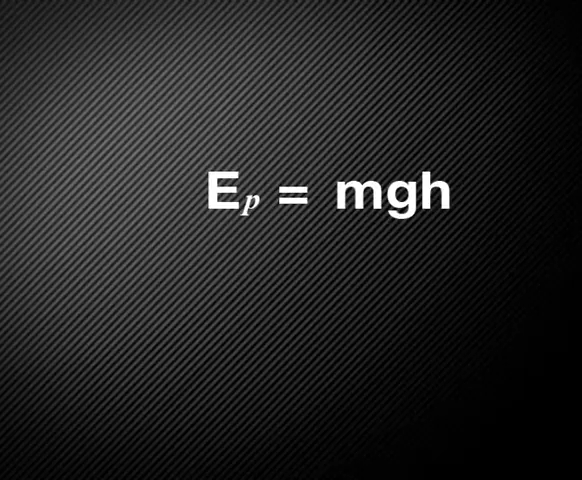 Eₚ = mgh